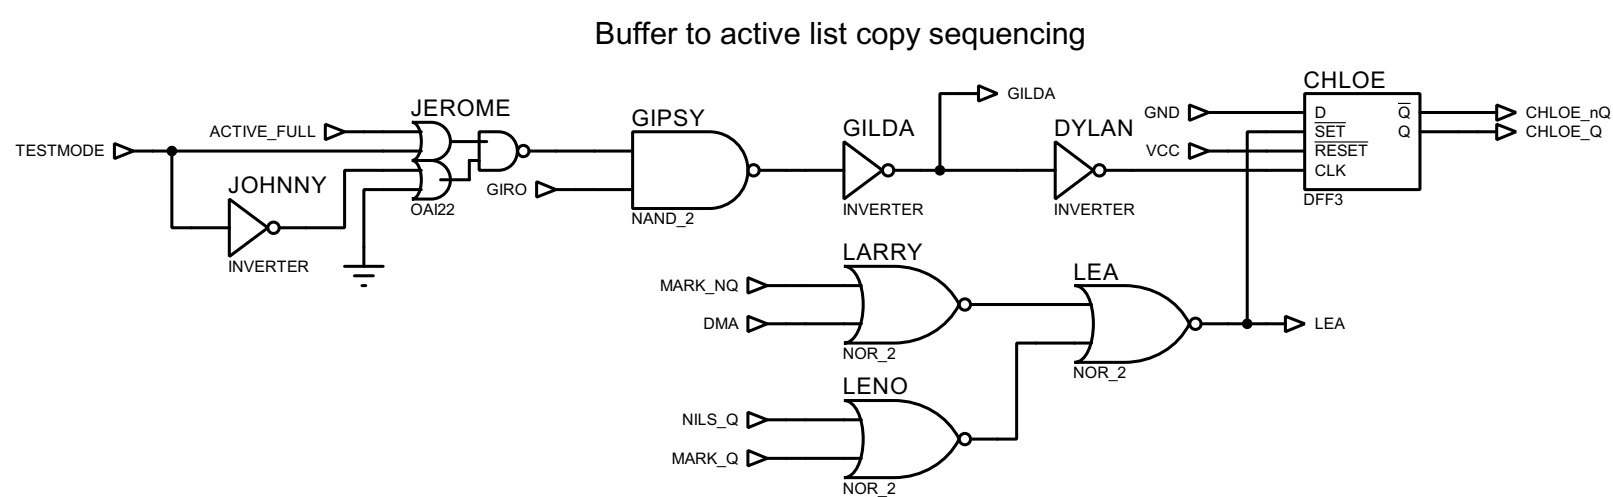 Buffer to active list copy sequencing
TESTMODE
ACTIVE_FULL
JEROME
OAI22
JOHNNY
INVERTER
GIRO
GIPSY
NAND_2
GILDA
INVERTER
GILDA
DYLAN
INVERTER
GND
VCC
CHLOE
D
SET
RESET
CLK
Q
Q
DFF3
CHLOE_nQ
CHLOE_Q
MARK_NQ
DMA
LARRY
NOR_2
NILS_Q
MARK_Q
LENO
NOR_2
LEA
NOR_2
LEA